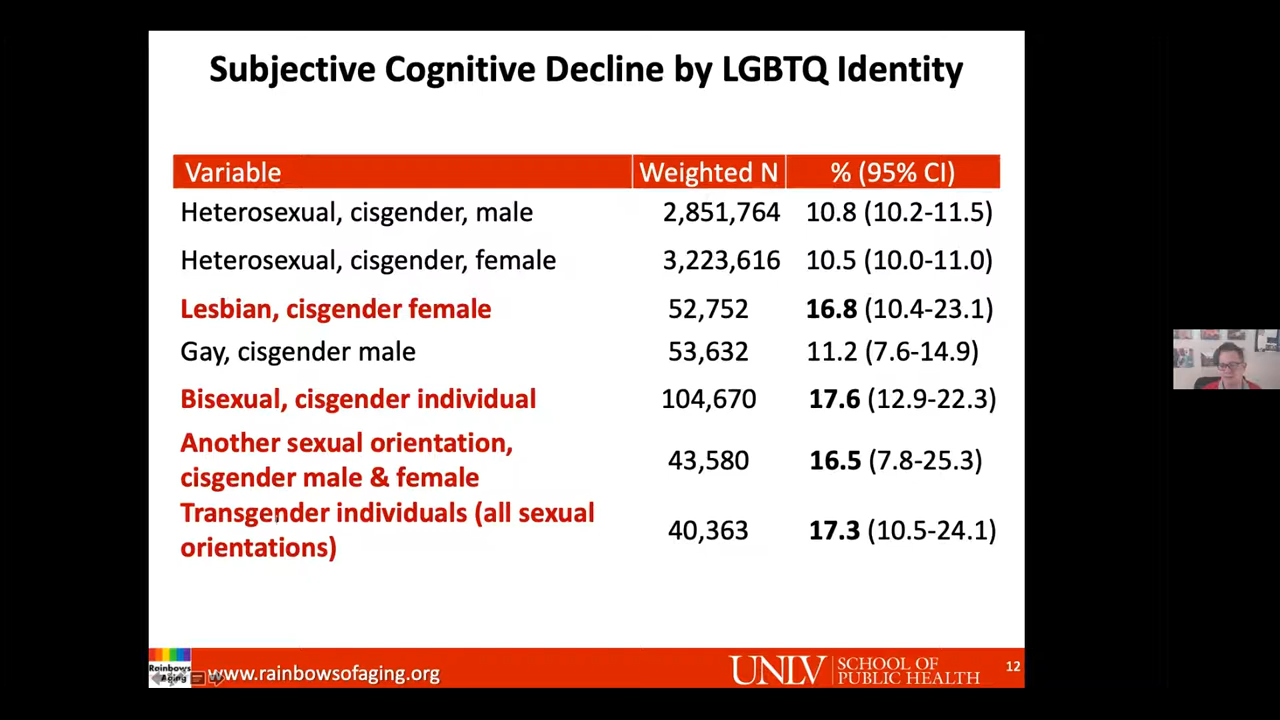 Subjective Cognitive Decline by LGBTQ Identity
Variable Weighted N % (95% CI)
Heterosexual, cisgender, male 2,851,764 10.8 (10.2-11.5)
Heterosexual, cisgender, female 3,223,616 10.5 (10.0-11.0)
Lesbian, cisgender female 52,752 16.8 (10.4-23.1)
Gay, cisgender male 53,632 11.2 (7.6-14.9)
Bisexual, cisgender individual 104,670 17.6 (12.9-22.3)
Another sexual orientation,
cisgender male & female 43,580 16.5 (7.8-25.3)
Transgender individuals (all sexual
orientations) 40,363 17.3 (10.5-24.1)
Rainbows
Aging
www.rainbowsofaging.org
UNLV SCHOOL OF
PUBLIC HEALTH
12